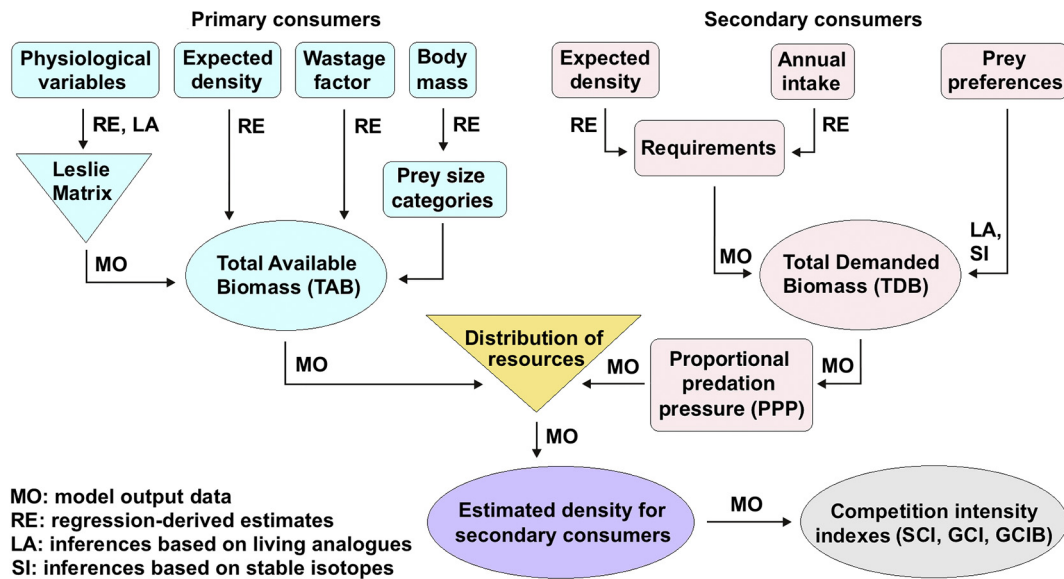 Primary consumers
Secondary consumers
Physiological
variables
Expected
density
Wastage
factor
Body
mass
Expected
density
Annual
intake
Prey
preferences
RE, LA
RE
RE
RE
RE
RE
Leslie
Matrix
Prey size
categories
Requirements
MO
Total Available
Biomass (TAB)
MO
LA,
SI
Total Demanded
Biomass (TDB)
Distribution of
resources
MO
MO
MO
Proportional
predation
pressure (PPP)
MO
Estimated density for
secondary consumers
MO
Competition intensity
indexes (SCI, GCI, GCIB)
MO: model output data
RE: regression-derived estimates
LA: inferences based on living analogues
SI: inferences based on stable isotopes